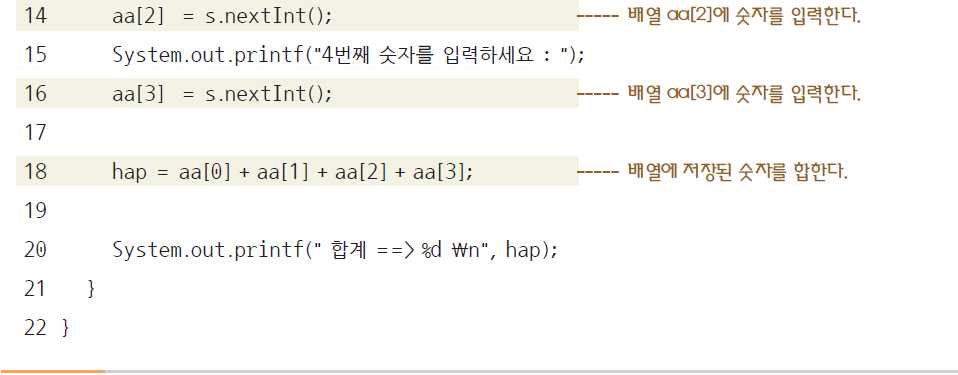 14 aa[2] = s.nextInt(); ----- 배열 aa[2]에 숫자를 입력한다.
15 System.out.printf("4번째 숫자를 입력하세요 : ");
16 aa[3] = s.nextInt(); ----- 배열 aa[3]에 숫자를 입력한다.
17
18 hap = aa[0] + aa[1] + aa[2] + aa[3]; ----- 배열에 저장된 숫자를 합한다.
19
20 System.out.printf(" 합계 ==> %d ₩n", hap);
21 }
22 }